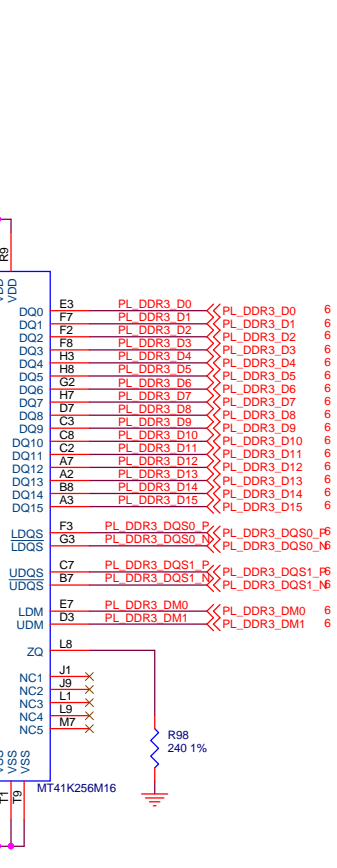 R9
VDD
VDD
DQ0 E3 PL_DDR3_D0 PL_DDR3_D0 6
DQ1 F7 PL_DDR3_D1 PL_DDR3_D1 6
DQ2 F2 PL_DDR3_D2 PL_DDR3_D2 6
DQ3 F8 PL_DDR3_D3 PL_DDR3_D3 6
DQ4 H3 PL_DDR3_D4 PL_DDR3_D4 6
DQ5 H8 PL_DDR3_D5 PL_DDR3_D5 6
DQ6 G2 PL_DDR3_D6 PL_DDR3_D6 6
DQ7 H7 PL_DDR3_D7 PL_DDR3_D7 6
DQ8 D7 PL_DDR3_D8 PL_DDR3_D8 6
DQ9 C3 PL_DDR3_D9 PL_DDR3_D9 6
DQ10 C8 PL_DDR3_D10 PL_DDR3_D10 6
DQ11 C2 PL_DDR3_D11 PL_DDR3_D11 6
DQ12 A7 PL_DDR3_D12 PL_DDR3_D12 6
DQ13 A2 PL_DDR3_D13 PL_DDR3_D13 6
DQ14 B8 PL_DDR3_D14 PL_DDR3_D14 6
DQ15 A3 PL_DDR3_D15 PL_DDR3_D15 6
LDQS F3 PL_DDR3_DQS0_P PL_DDR3_DQS0_P 6
LDQS G3 PL_DDR3_DQS0_N PL_DDR3_DQS0_N 6
UDQS C7 PL_DDR3_DQS1_P PL_DDR3_DQS1_P 6
UDQS B7 PL_DDR3_DQS1_N PL_DDR3_DQS1_N 6
LDM E7 PL_DDR3_DM0 PL_DDR3_DM0 6
UDM D3 PL_DDR3_DM1 PL_DDR3_DM1 6
ZQ L8
NC1 J1
NC2 J9
NC3 L1
NC4 L9
NC5 M7
R98
240 1%
VSS
VSS
VSS
MT41K256M16
T1
T9